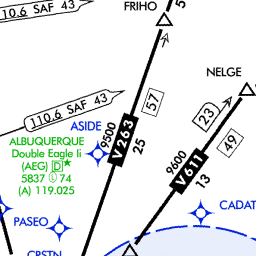 FRIHO
10.6 SAF 43
5
NELGE
110.6 SAF 43
57
23
ASIDE
9500
V263
25
49
ALBUQUERQUE
Double Eagle Ii
(AEG) D★
5837 L 74
(A) 119.025
9600
V611
13
CADAT
PASEO
CRSTN